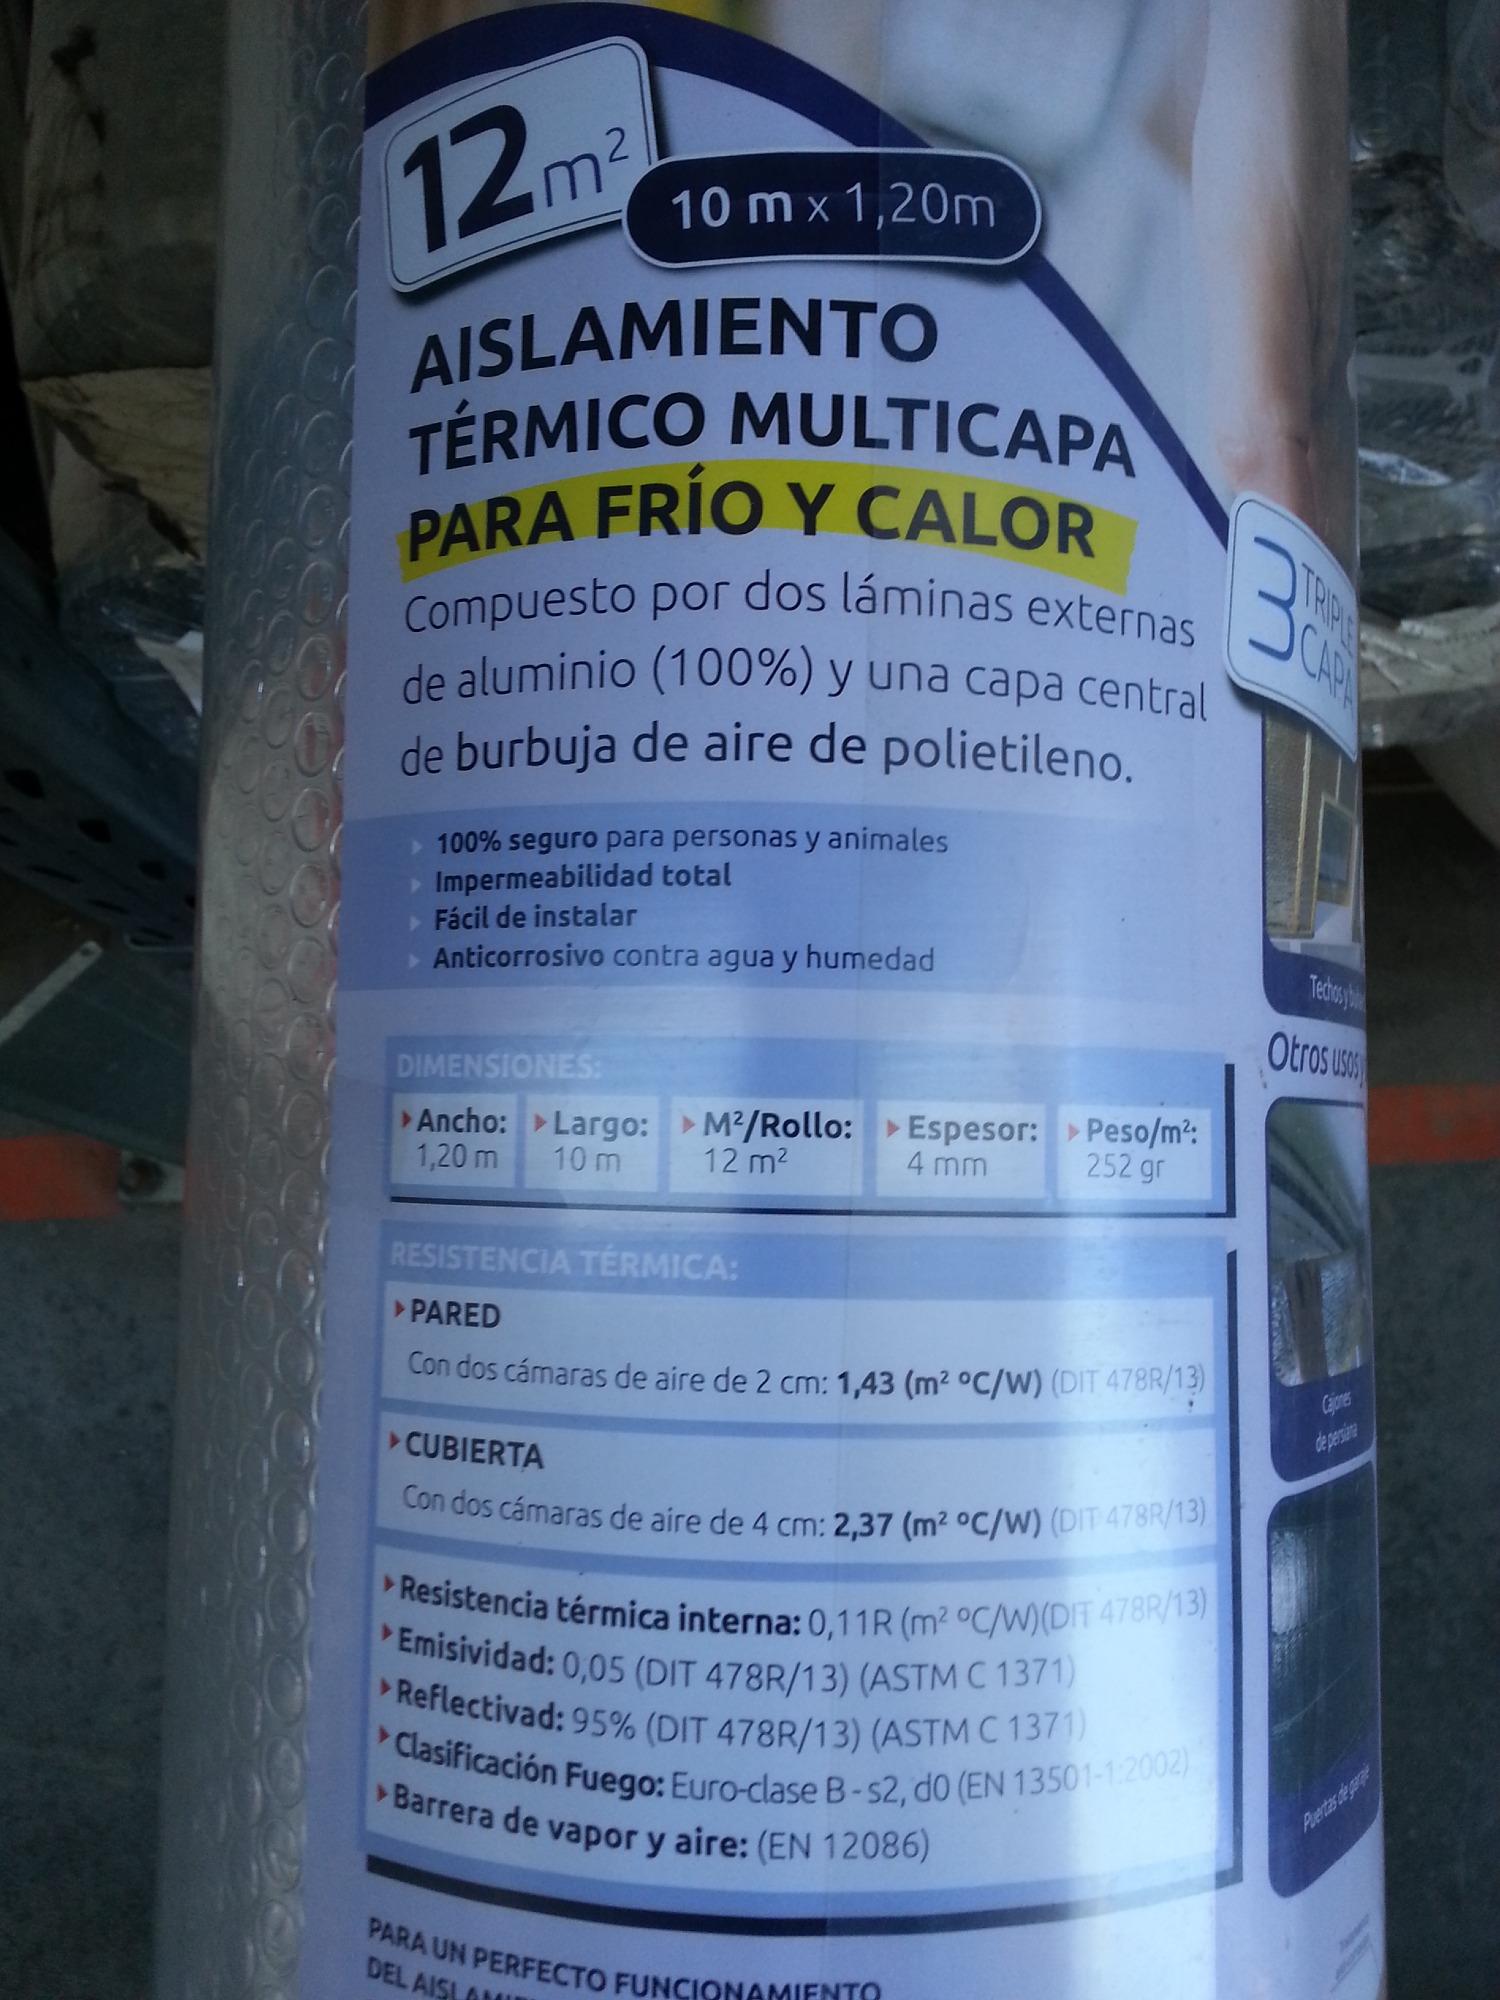 12 m²
10 m x 1,20m
AISLAMIENTO
TÉRMICO MULTICAPA
PARA FRÍO Y CALOR
Compuesto por dos láminas externas
de aluminio (100%) y una capa central
de burbuja de aire de polietileno.
3 TRIPLE
CAPA
100% seguro para personas y animales
Impermeabilidad total
Fácil de instalar
Anticorrosivo contra agua y humedad
Techos y
Otros usos
DIMENSIONES:
Ancho:
1,20 m
Largo:
10 m
M²/Rollo:
12 m²
Espesor:
4 mm
Peso/m²:
252 gr
RESISTENCIA TÉRMICA:
PARED
Con dos cámaras de aire de 2 cm: 1,43 (m² ºC/W) (DIT 478R/13)
CUBIERTA
Con dos cámaras de aire de 4 cm: 2,37 (m² ºC/W) (DIT 478R/13)
Resistencia térmica interna: 0,11R (m² ºC/W)(DIT 478R/13)
Emisividad: 0,05 (DIT 478R/13) (ASTM C 1371)
Reflectivad: 95% (DIT 478R/13) (ASTM C 1371)
Clasificación Fuego: Euro-clase B - s2, d0 (EN 13501-1:2002)
Barrera de vapor y aire: (EN 12086)
Cajones
de persiana
Puertas de garaje
PARA UN PERFECTO FUNCIONAMIENTO
DEL